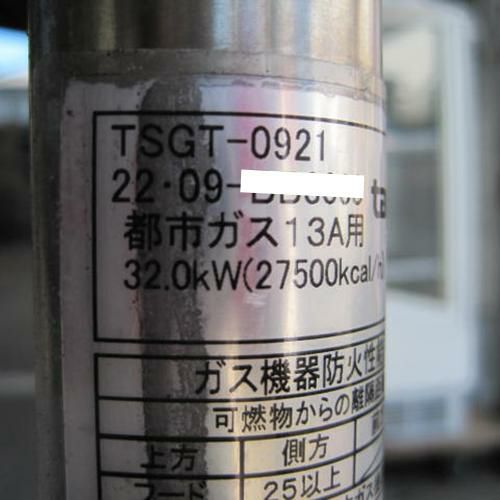 TSGT-0921
22·09-
都市ガス13A用
32.0kW(27500kcal/h)
ガス機器防火性
可燃物からの離隔
上方 側方
フード 25以上